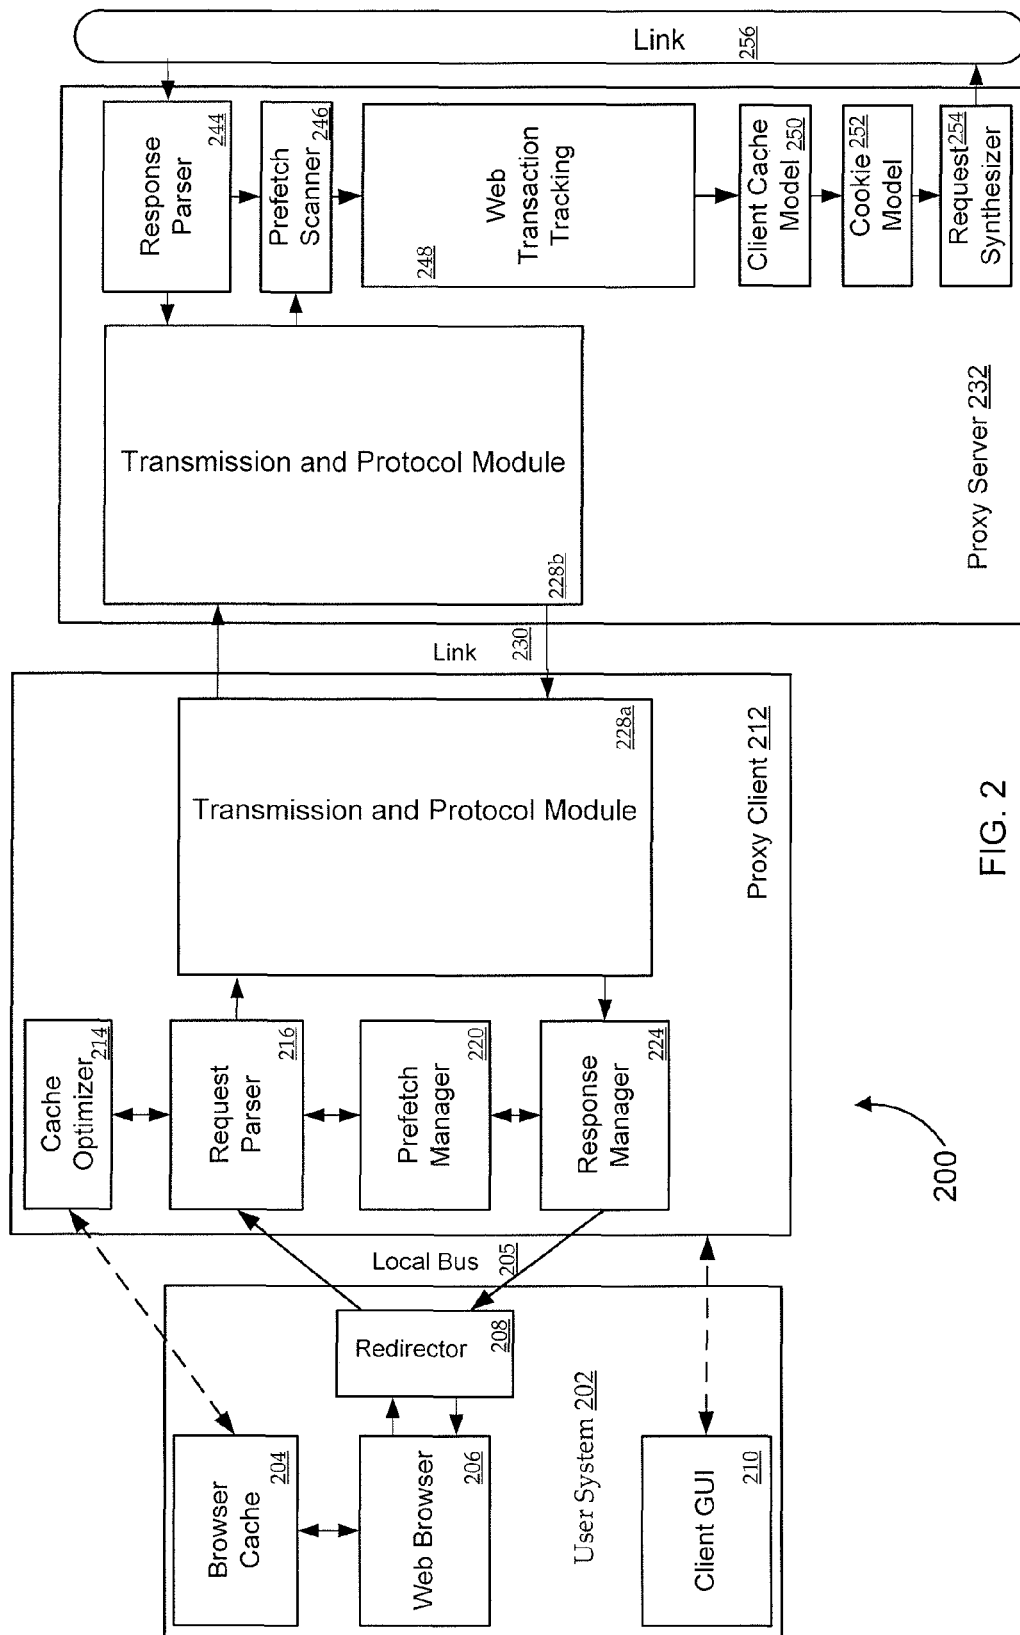 Link 256
Response
Parser
244
Prefetch
Scanner
246
Web
Transaction
Tracking
248
Client Cache
Model
250
Cookie
Model
252
Request
Synthesizer
254
Transmission and Protocol Module
228b
Proxy Server 232
Link
230
Transmission and Protocol Module
228a
Cache
Optimizer
214
Request
Parser
216
Prefetch
Manager
220
Response
Manager
224
Proxy Client 212
Local Bus
205
Redirector
208
Browser
Cache
204
Web Browser
206
User System 202
Client GUI
210
200
FIG. 2